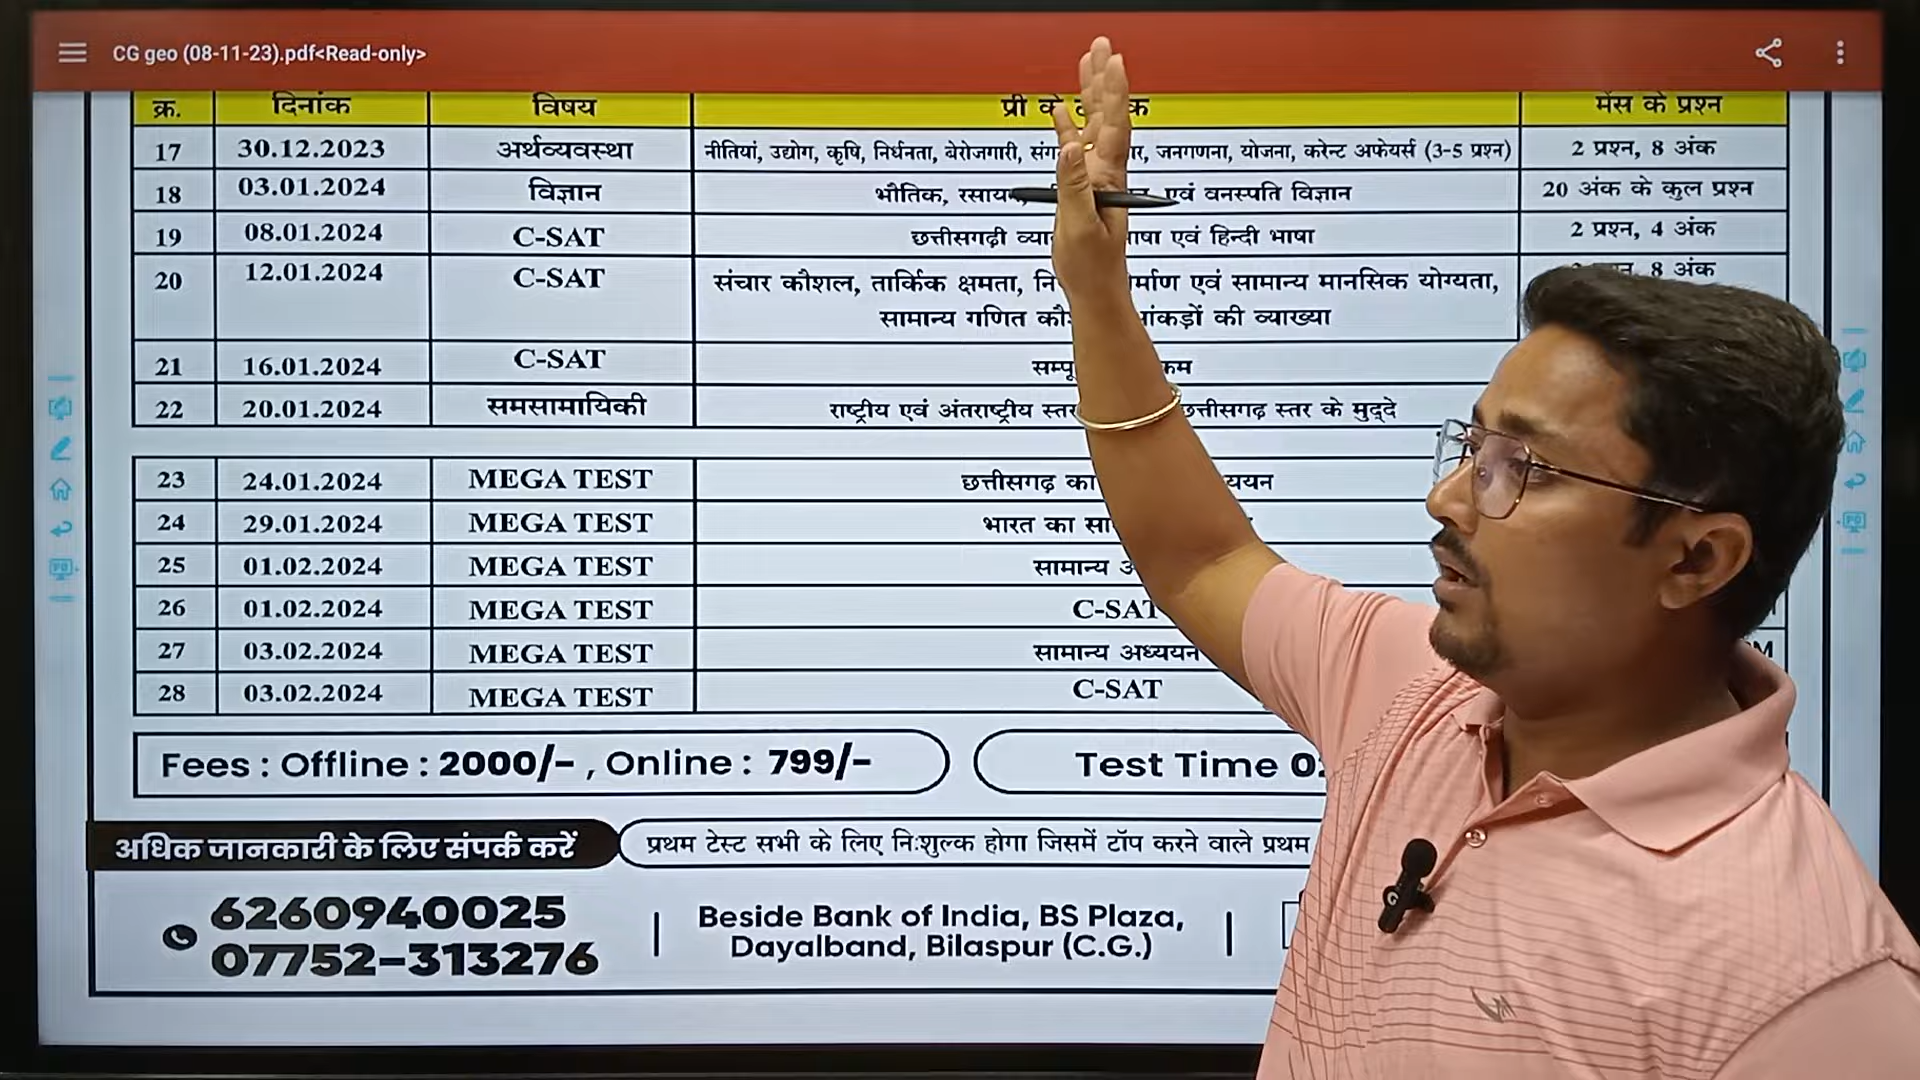 CG geo (08-11-23).pdf<Read-only>
क्र. दिनांक विषय प्री के मेंस के प्रश्न
17 30.12.2023 अर्थव्यवस्था नीतियां, उद्योग, कृषि, निर्धनता, बेरोजगारी, जनगणना, योजना, करेन्ट अफेयर्स (3-5 प्रश्न) 2 प्रश्न, 8 अंक
18 03.01.2024 विज्ञान भौतिक, एवं वनस्पति विज्ञान 20 अंक के कुल प्रश्न
19 08.01.2024 C-SAT छत्तीसगढ़ी एवं हिन्दी भाषा 2 प्रश्न, 4 अंक
20 12.01.2024 C-SAT संचार कौशल, तार्किक क्षमता, एवं सामान्य मानसिक योग्यता, 8 अंक
सामान्य गणित की व्याख्या
21 16.01.2024 C-SAT
22 20.01.2024 समसामायिकी राष्ट्रीय एवं अंतराष्ट्रीय स्तर छत्तीसगढ़ स्तर के मुद्दे
23 24.01.2024 MEGA TEST छत्तीसगढ़ का
24 29.01.2024 MEGA TEST भारत का
25 01.02.2024 MEGA TEST सामान्य
26 01.02.2024 MEGA TEST C-SAT
27 03.02.2024 MEGA TEST सामान्य अध्ययन
28 03.02.2024 MEGA TEST C-SAT
Fees : Offline : 2000/- , Online : 799/- Test Time
अधिक जानकारी के लिए संपर्क करें प्रथम टेस्ट सभी के लिए नि:शुल्क होगा जिसमें टॉप करने वाले प्रथम
6260940025
07752-313276
Beside Bank of India, BS Plaza,
Dayalband, Bilaspur (C.G.)